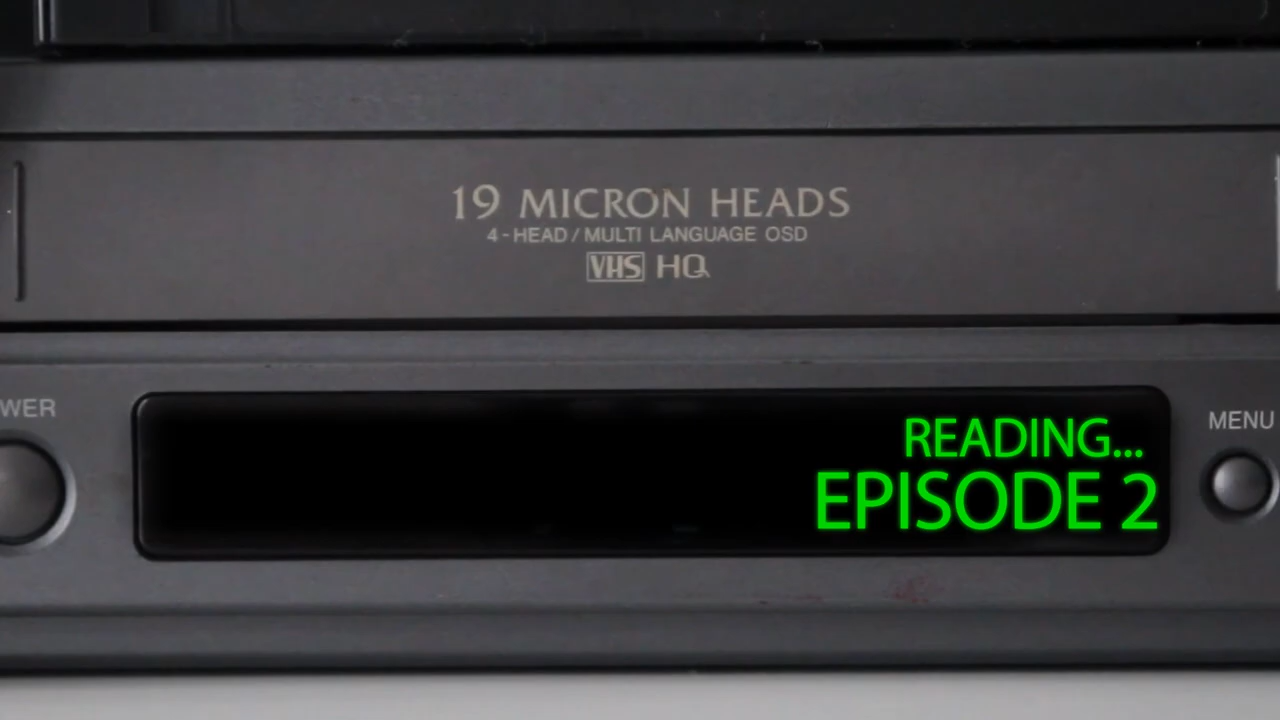 19 MICRON HEADS
4-HEAD / MULTI LANGUAGE OSD
VHS HQ
WER
MENU
READING...
EPISODE 2